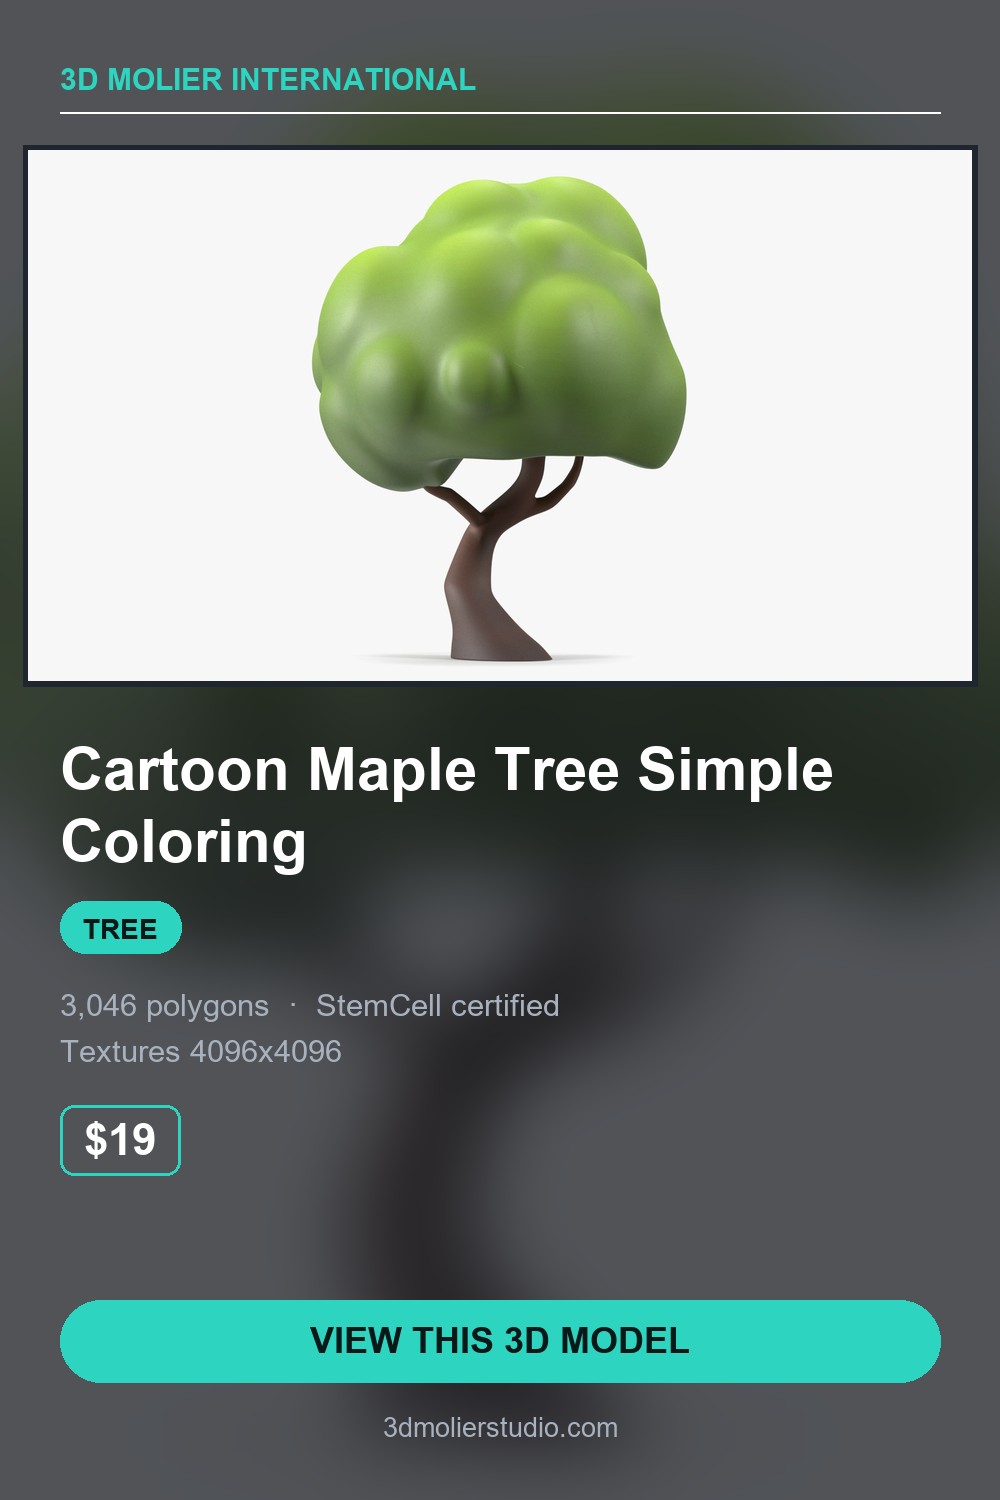 3D MOLIER INTERNATIONAL
Cartoon Maple Tree Simple
Coloring
TREE
3,046 polygons · StemCell certified
Textures 4096x4096
$19
VIEW THIS 3D MODEL
3dmolierstudio.com